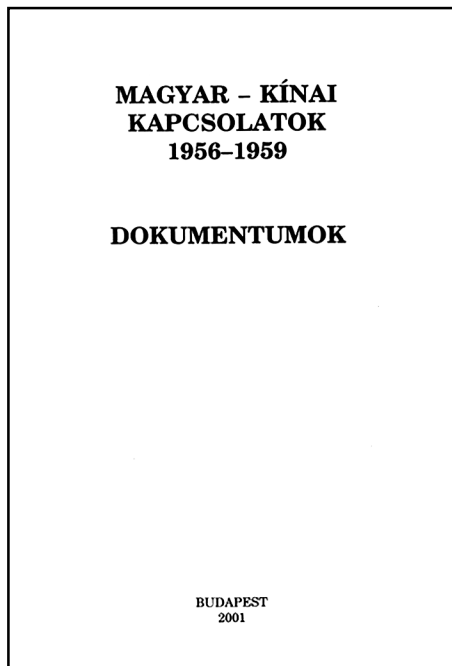 MAGYAR – KÍNAI
KAPCSOLATOK
1956–1959
DOKUMENTUMOK
BUDAPEST
2001